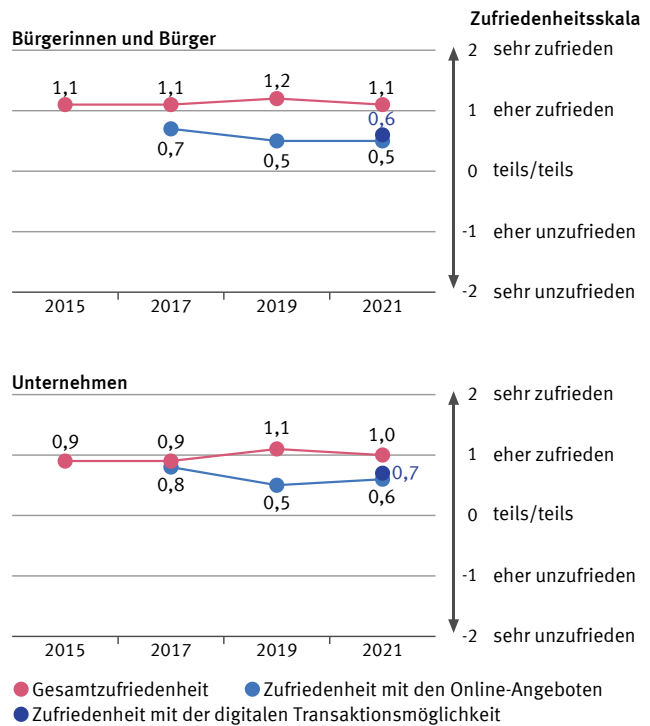 Zufriedenheitsskala
Bürgerinnen und Bürger
2 sehr zufrieden
1,1 1,1 1,2 1,1
1 eher zufrieden
0,6
0,7 0,5 0,5
0 teils/teils
-1 eher unzufrieden
-2 sehr unzufrieden
2015 2017 2019 2021
Unternehmen
2 sehr zufrieden
0,9 0,9 1,1 1,0
1 eher zufrieden
0,7
0,8 0,5 0,6
0 teils/teils
-1 eher unzufrieden
-2 sehr unzufrieden
2015 2017 2019 2021
Gesamtzufriedenheit Zufriedenheit mit den Online-Angeboten
Zufriedenheit mit der digitalen Transaktionsmöglichkeit